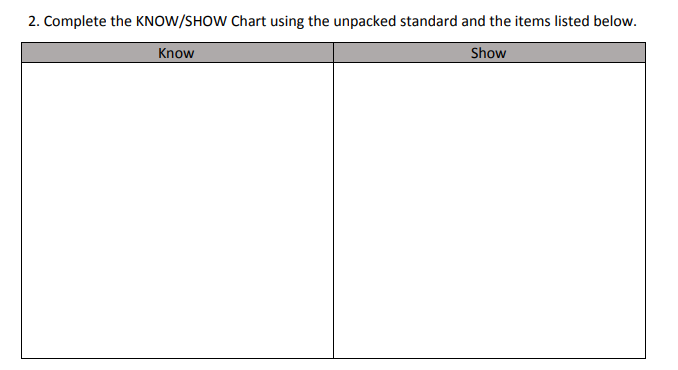 2. Complete the KNOW/SHOW Chart using the unpacked standard and the items listed below.
Know
Show